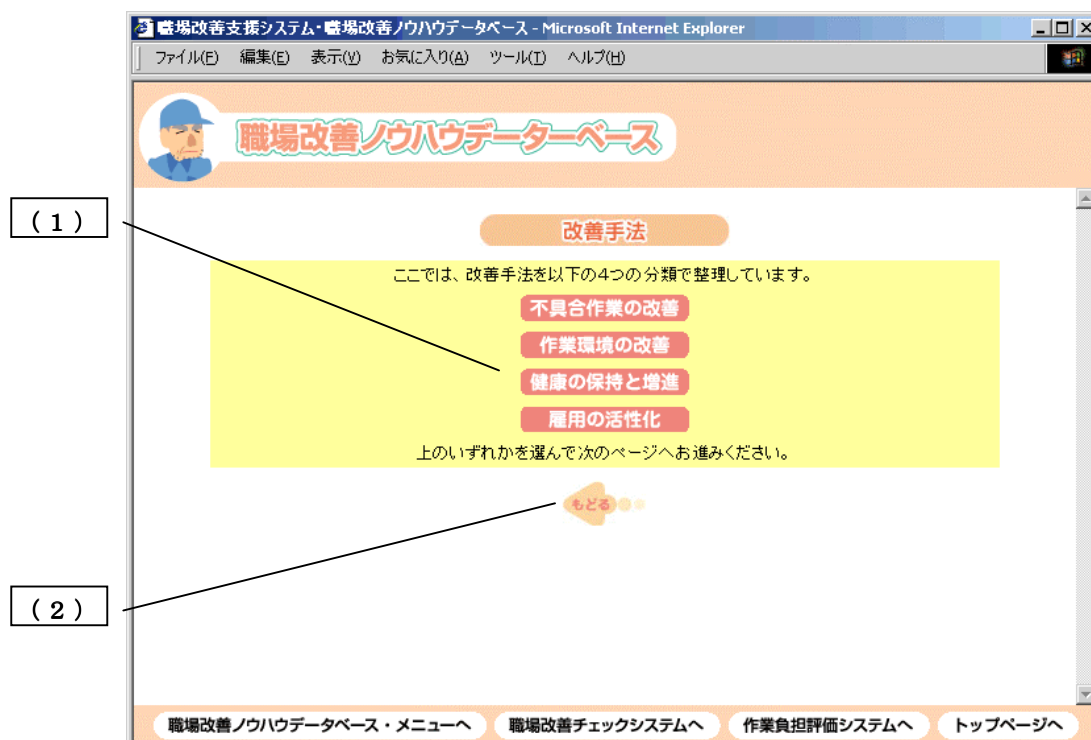 職場改善支援システム・職場改善ノウハウデータベース - Microsoft Internet Explorer
ファイル(F) 編集(E) 表示(V) お気に入り(A) ツール(T) ヘルプ(H)
職場改善ノウハウデーターベース
(1)
改善手法
ここでは、改善手法を以下の4つの分類で整理しています。
不具合作業の改善
作業環境の改善
健康の保持と増進
雇用の活性化
上のいずれかを選んで次のページへお進みください。
もどる
(2)
職場改善ノウハウデータベース・メニューへ 職場改善チェックシステムへ 作業負担評価システムへ トップページへ